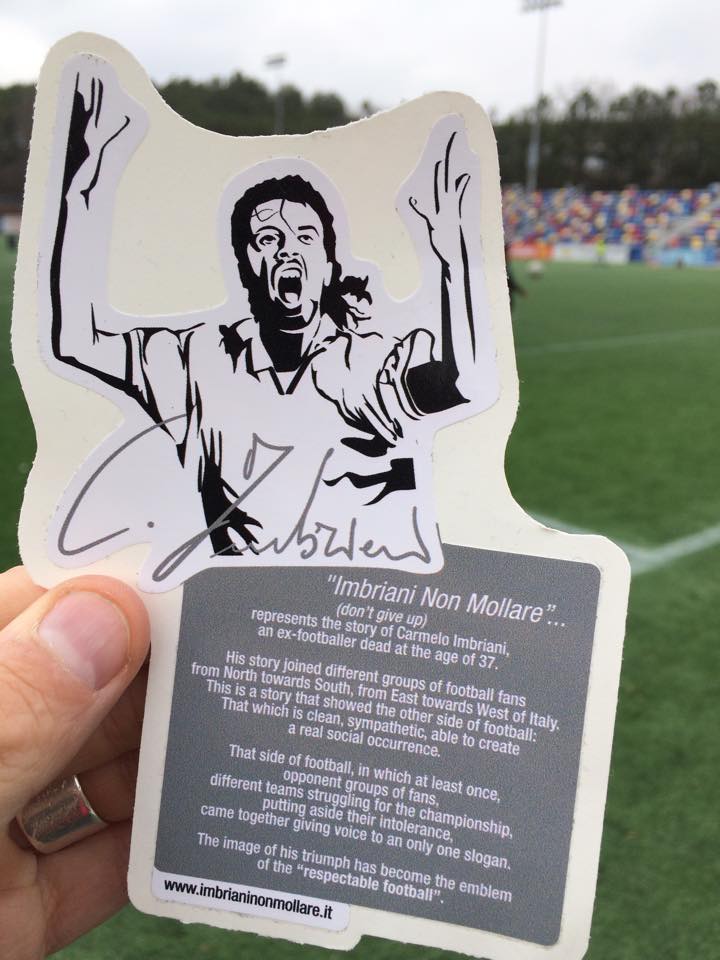 C. Imbriani
"Imbriani Non Mollare"...
(don't give up)
represents the story of Carmelo Imbriani,
an ex-footballer dead at the age of 37.
His story joined different groups of football fans
from North towards South, from East towards West of Italy.
This is a story that showed the other side of football:
That which is clean, sympathetic, able to create
a real social occurrence.
That side of football, in which at least once,
opponent groups of fans,
different teams struggling for the championship,
putting aside their intolerance,
came together giving voice to an only one slogan.
The image of his triumph has become the emblem
of the "respectable football".
www.imbrianinonmollare.it